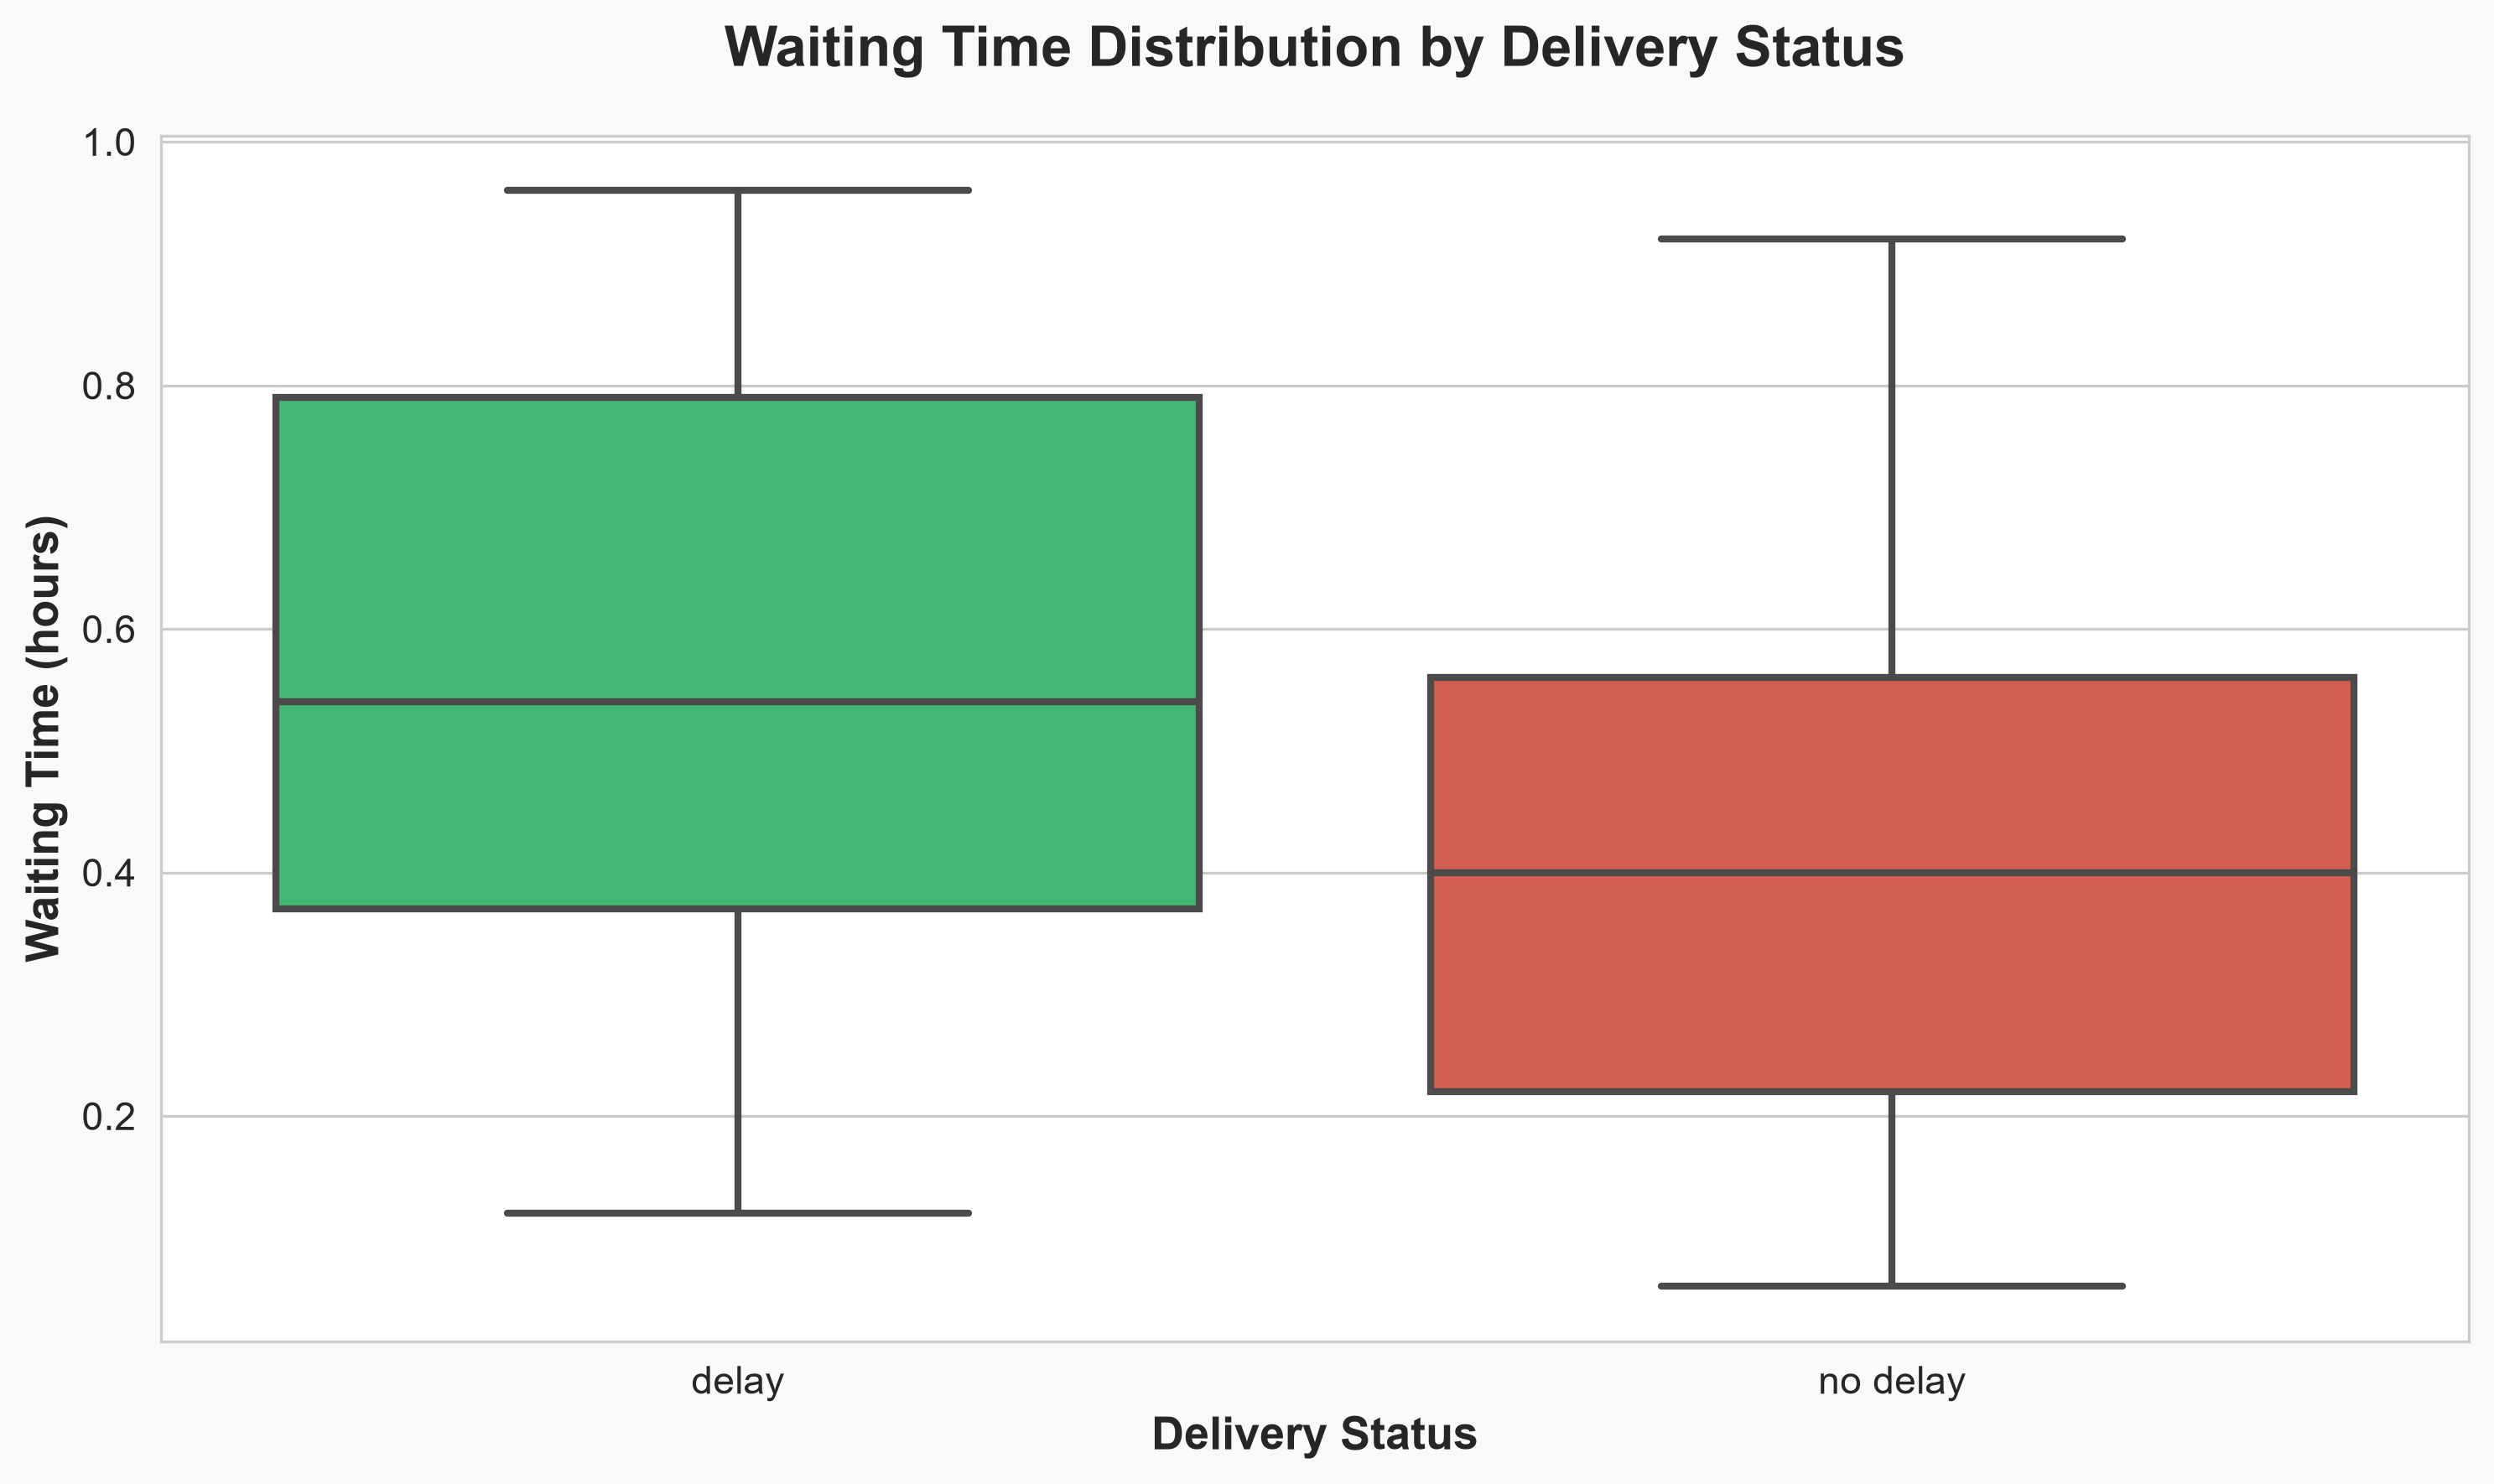 Waiting Time Distribution by Delivery Status
Waiting Time (hours)
1.0
0.8
0.6
0.4
0.2
delay
no delay
Delivery Status